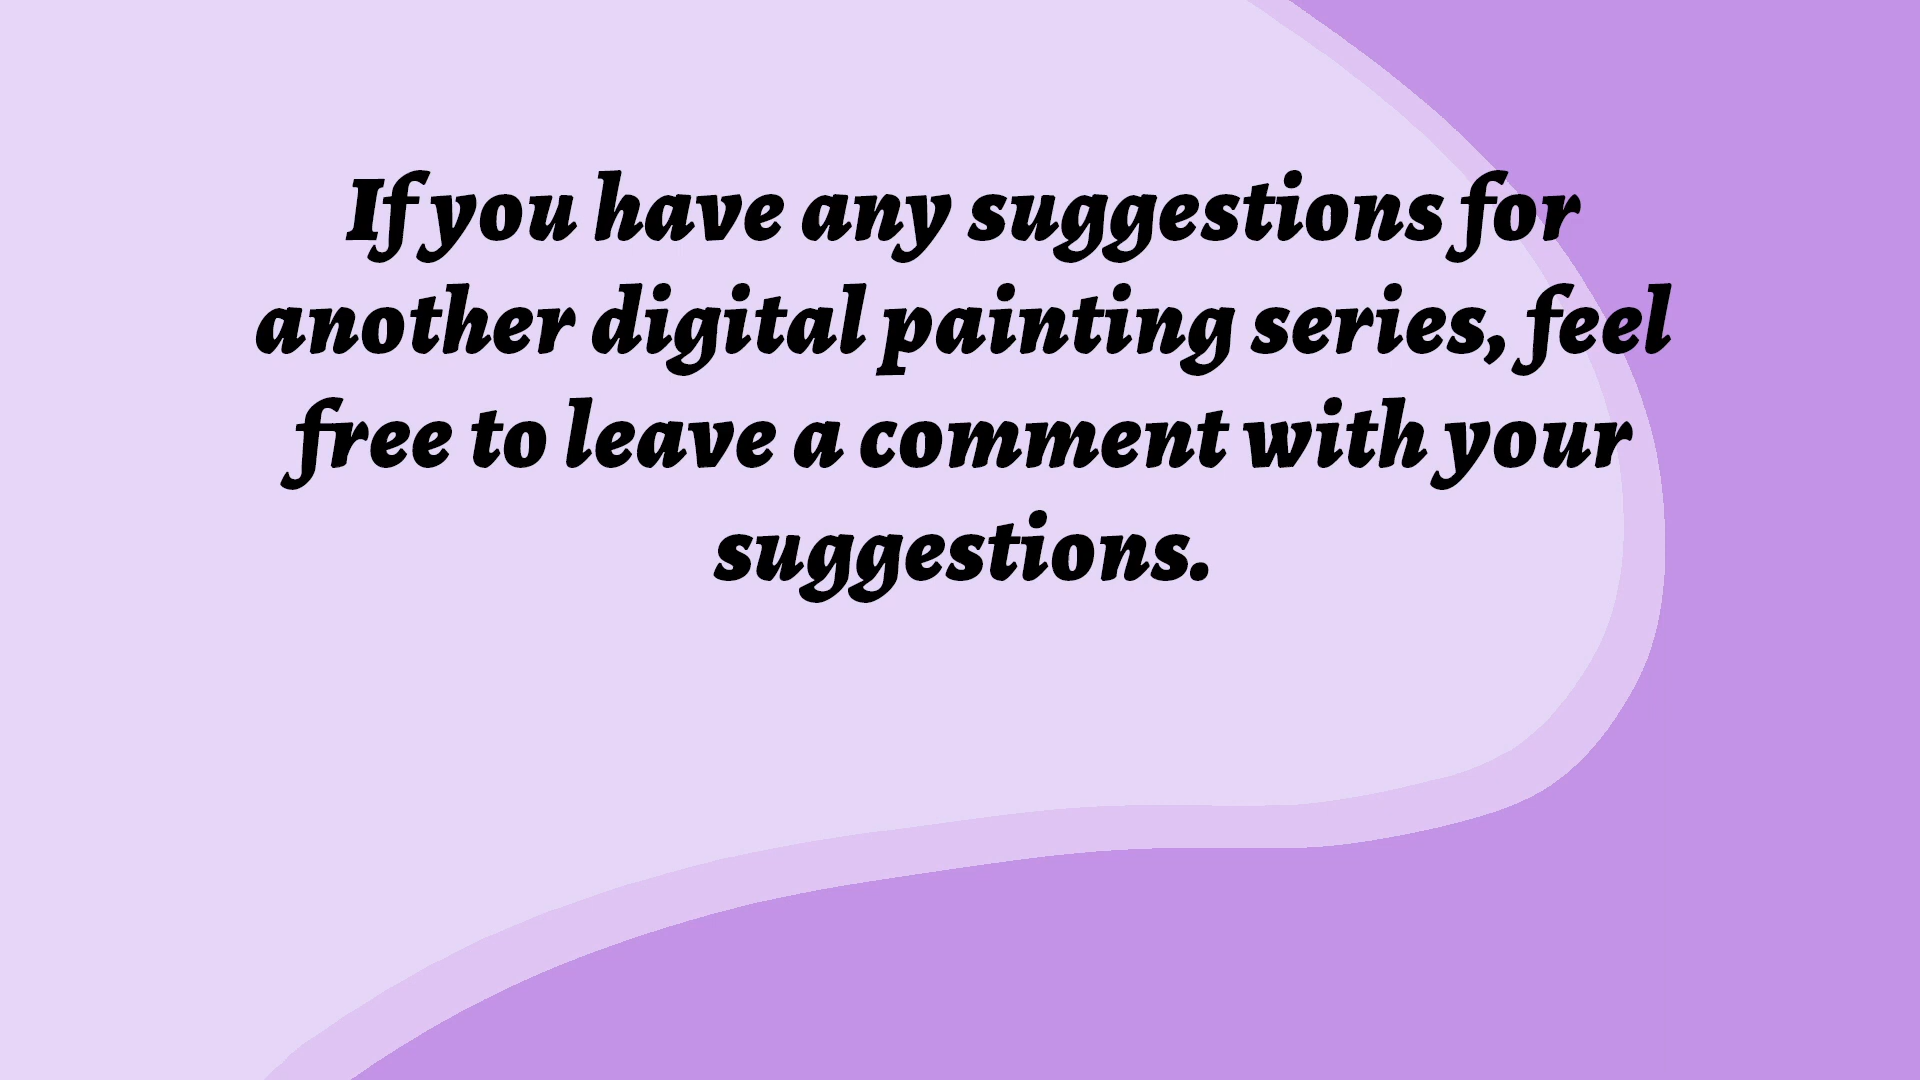 If you have any suggestions for
another digital painting series, feel
free to leave a comment with your
suggestions.